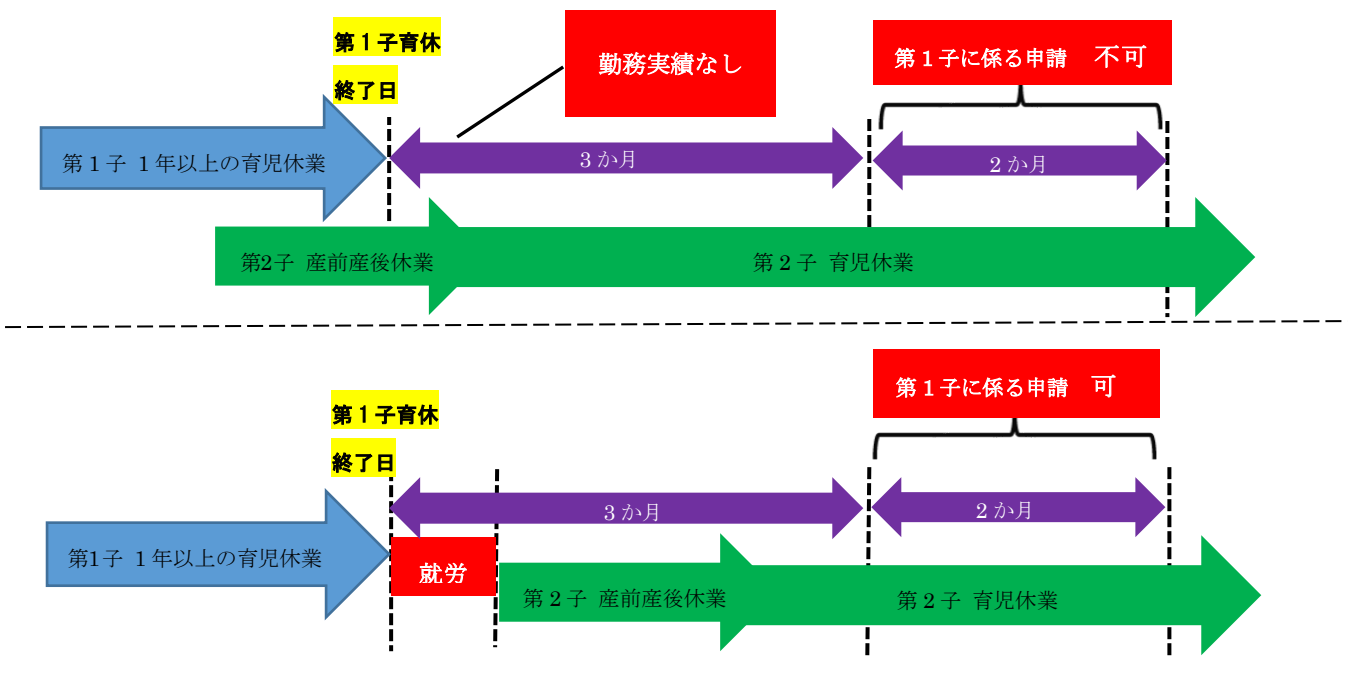 第１子育休
終了日
勤務実績なし
第１子に係る申請　不可
第１子 １年以上の育児休業
３か月
２か月
第2子 産前産後休業
第２子 育児休業
第１子に係る申請　可
第１子育休
終了日
３か月
２か月
第1子 １年以上の育児休業
就労
第２子 産前産後休業
第２子 育児休業